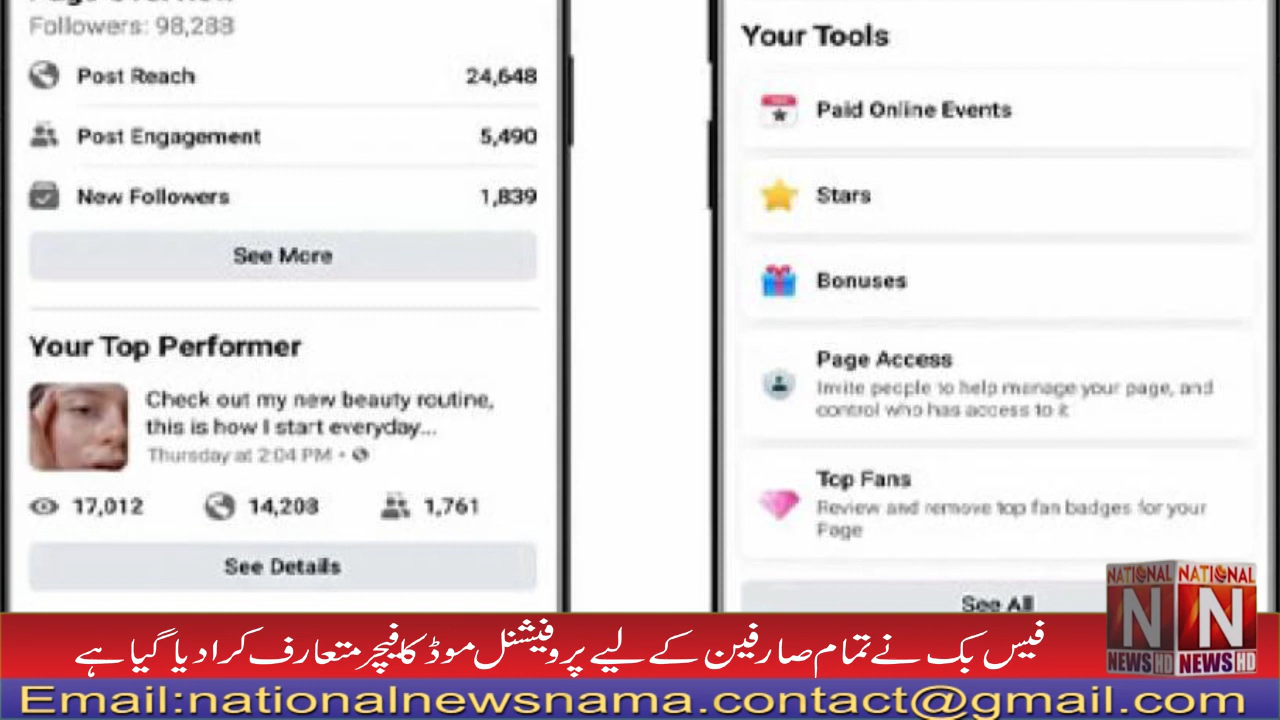 Followers: 98,288
Post Reach 24,648
Post Engagement 5,490
New Followers 1,839
See More
Your Top Performer
Check out my new beauty routine,
this is how I start everyday...
Thursday at 2:04 PM
17,012 14,208 1,761
See Details
Your Tools
Paid Online Events
Stars
Bonuses
Page Access
Invite people to help manage your page, and
control who has access to it
Top Fans
Review and remove top fan badges for your
Page
See All
NATIONAL NATIONAL
N N
NEWS HD NEWS HD
فیس بک نے تمام صارفین کے لیے پروفیشنل موڈ کا فیچر متعارف کرا دیا گیا ہے
Email:nationalnewsnama.contact@gmail.com